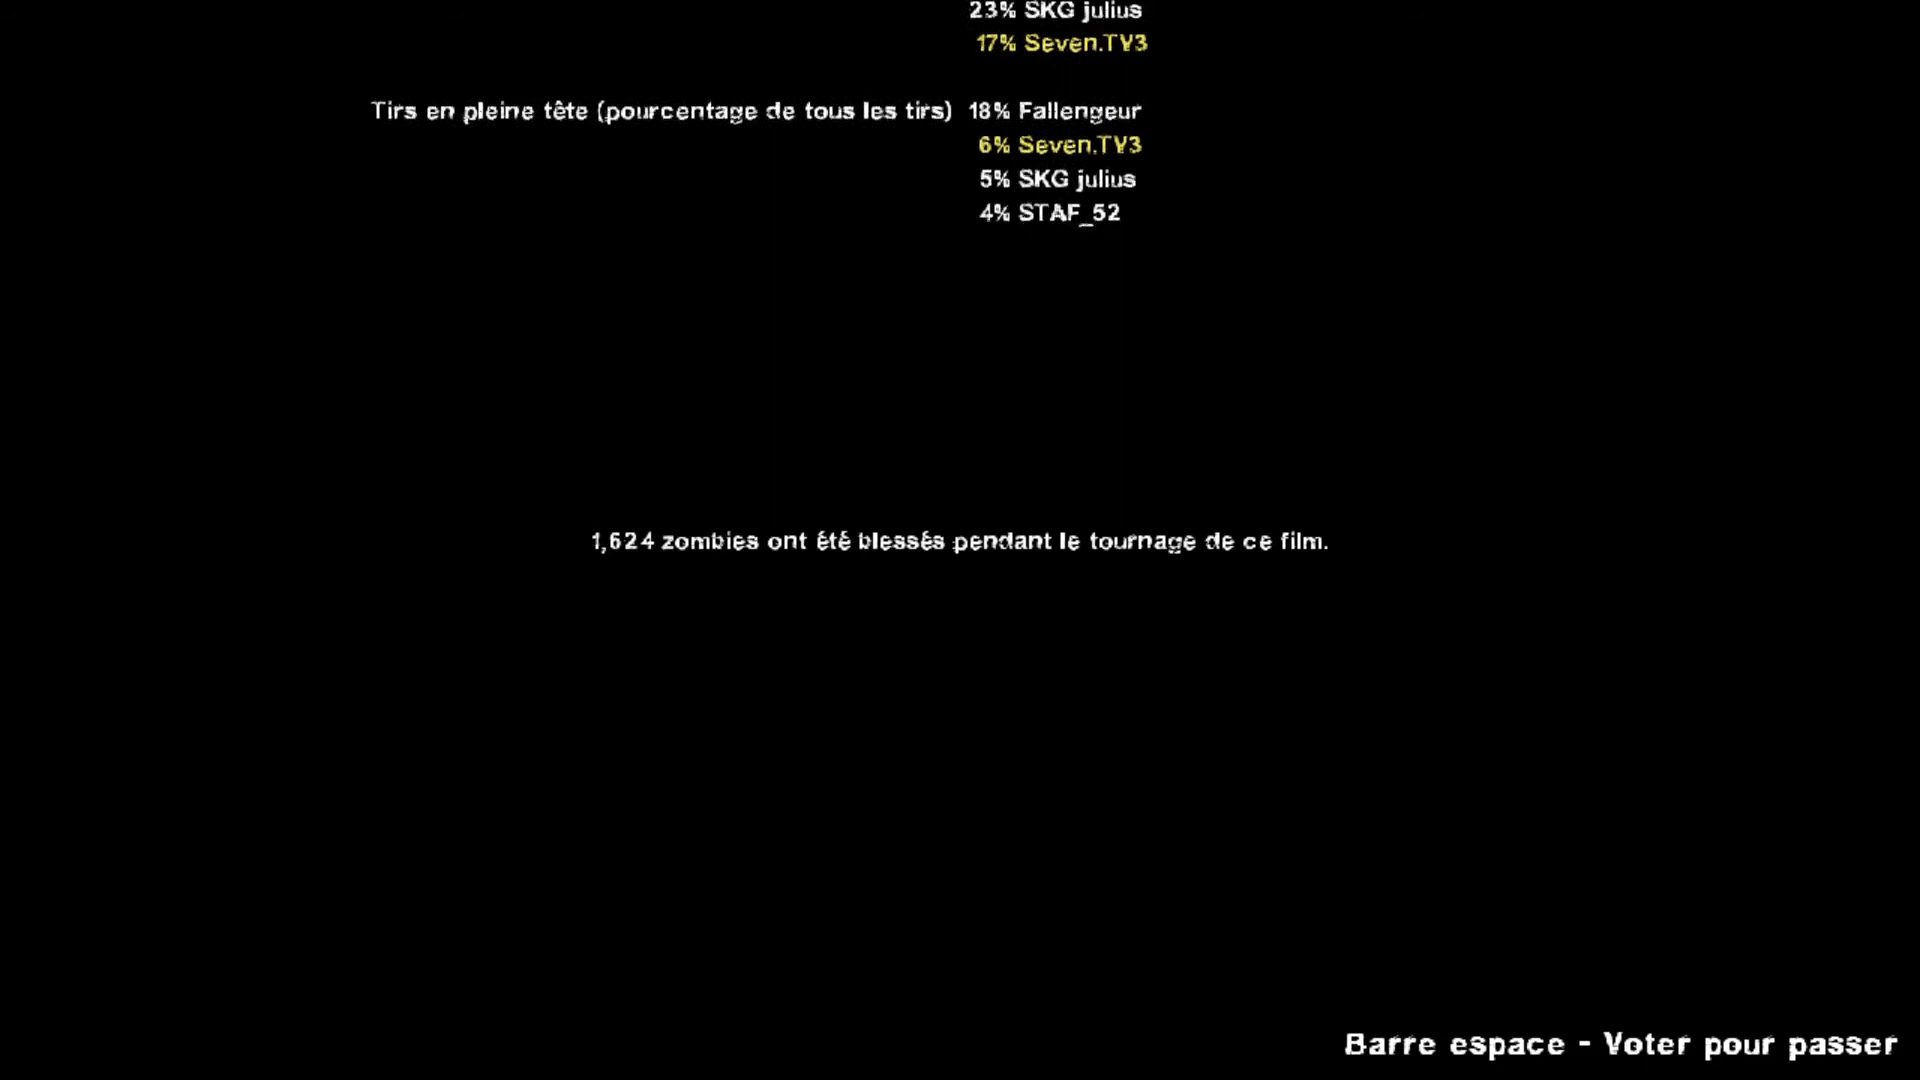 23% SKG julius
17% Seven.TV3
Tirs en pleine tête (pourcentage de tous les tirs) 18% Fallengeur
6% Seven.TV3
5% SKG julius
4% STAF_52
1,624 zombies ont été blessés pendant le tournage de ce film.
Barre espace - Voter pour passer